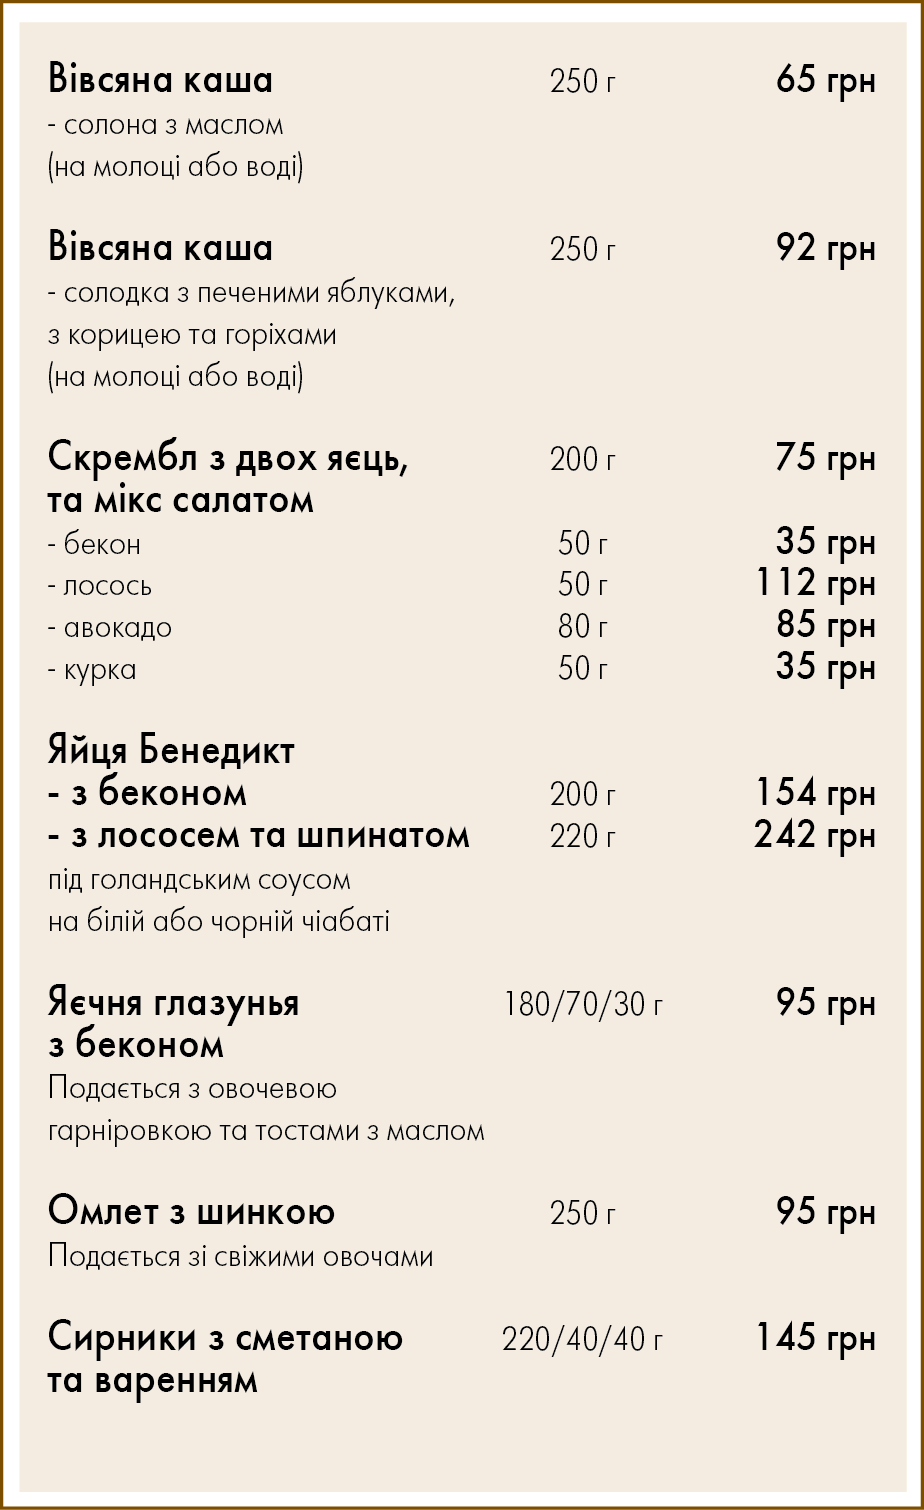 Вівсяна каша 250 г 65 грн
- солона з маслом
(на молоці або воді)
Вівсяна каша 250 г 92 грн
- солодка з печеними яблуками,
з корицею та горіхами
(на молоці або воді)
Скрембл з двох яєць, 200 г 75 грн
та мікс салатом
- бекон 50 г 35 грн
- лосось 50 г 112 грн
- авокадо 80 г 85 грн
- курка 50 г 35 грн
Яйця Бенедикт
- з беконом 200 г 154 грн
- з лососем та шпинатом 220 г 242 грн
під голандським соусом
на білій або чорній чіабаті
Яєчня глазунья 180/70/30 г 95 грн
з беконом
Подається з овочевою
гарніровкою та тостами з маслом
Омлет з шинкою 250 г 95 грн
Подається зі свіжими овочами
Сирники з сметаною 220/40/40 г 145 грн
та варенням